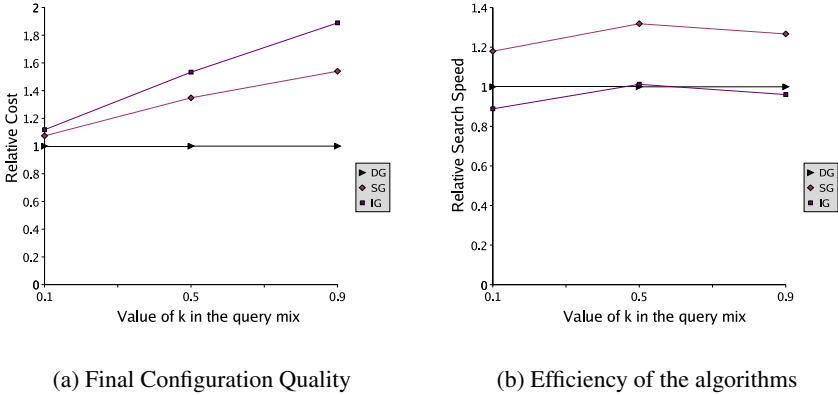 2
1.8
1.6
1.4
1.2
1
0.8
0.6
0.4
0.2
0
0.1
0.5
0.9
Relative Cost
Value of k in the query mix
DG
SG
IG
(a) Final Configuration Quality
1.4
1.2
1
0.8
0.6
0.4
0.2
0
0.1
0.5
0.9
Relative Search Speed
Value of k in the query mix
DG
SG
IG
(b) Efficiency of the algorithms